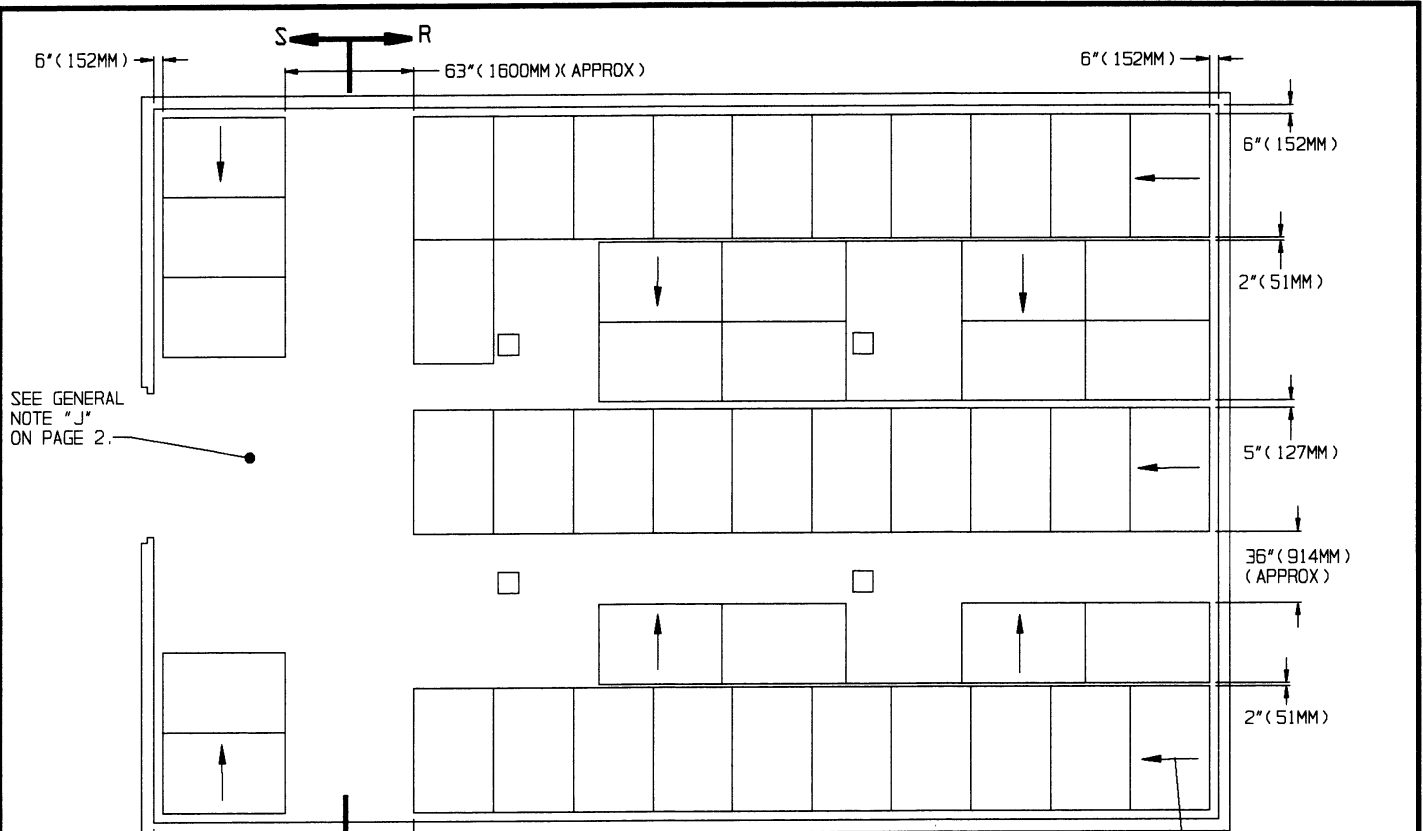 S R
6"(152MM)
63"(1600MM)(APPROX)
6"(152MM)
6"(152MM)
2"(51MM)
SEE GENERAL
NOTE "J"
ON PAGE 2.
5"(127MM)
36"(914MM)
(APPROX)
2"(51MM)